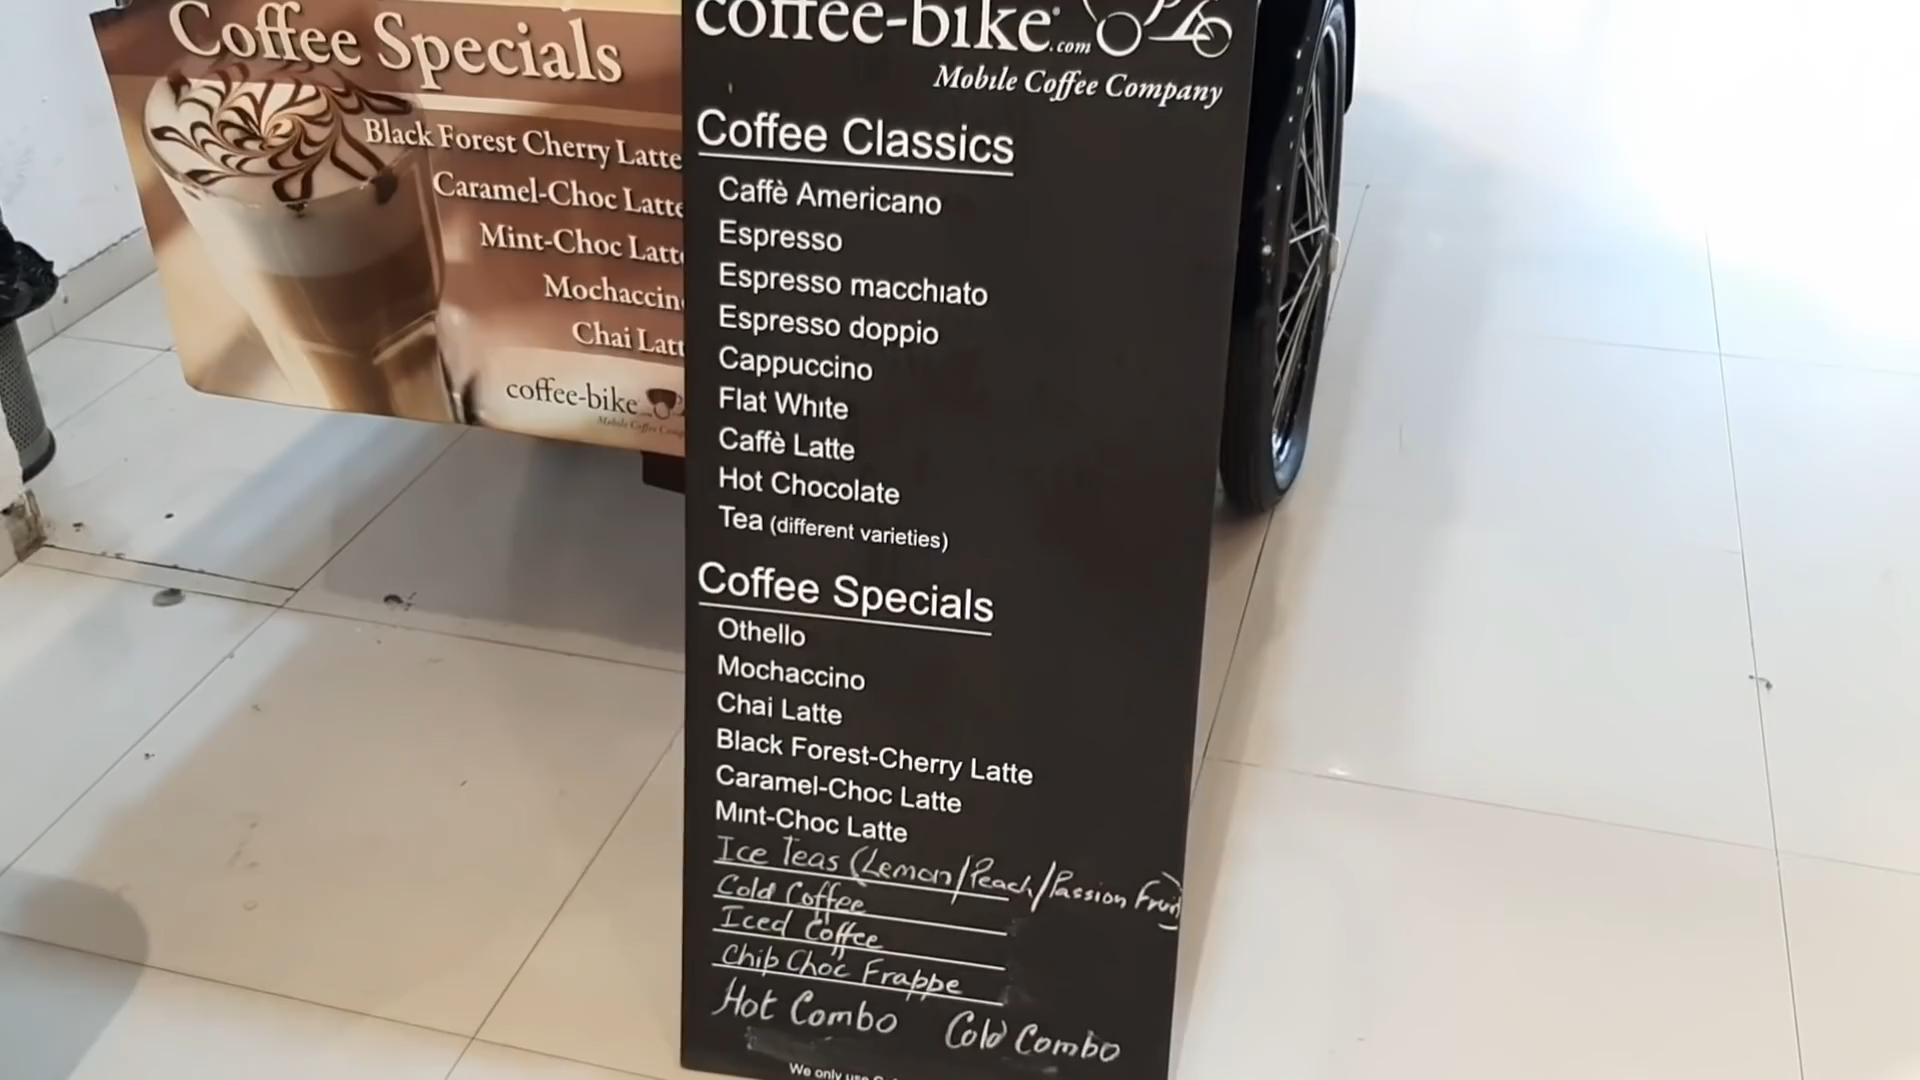 Coffee Specials
Black Forest Cherry Latte
Caramel-Choc Latte
Mint-Choc Latte
Mochaccin
Chai Latt
coffee-bike
Mobile Coffee Comp
coffee-bike.com
Mobile Coffee Company
Coffee Classics
Caffè Americano
Espresso
Espresso macchiato
Espresso doppio
Cappuccino
Flat White
Caffè Latte
Hot Chocolate
Tea (different varieties)
Coffee Specials
Othello
Mochaccino
Chai Latte
Black Forest-Cherry Latte
Caramel-Choc Latte
Mint-Choc Latte
Ice Teas (Lemon/Peach/Passion Fruit)
Cold Coffee
Iced Coffee
Chip Choc Frappe
Hot Combo Cold Combo
We only use